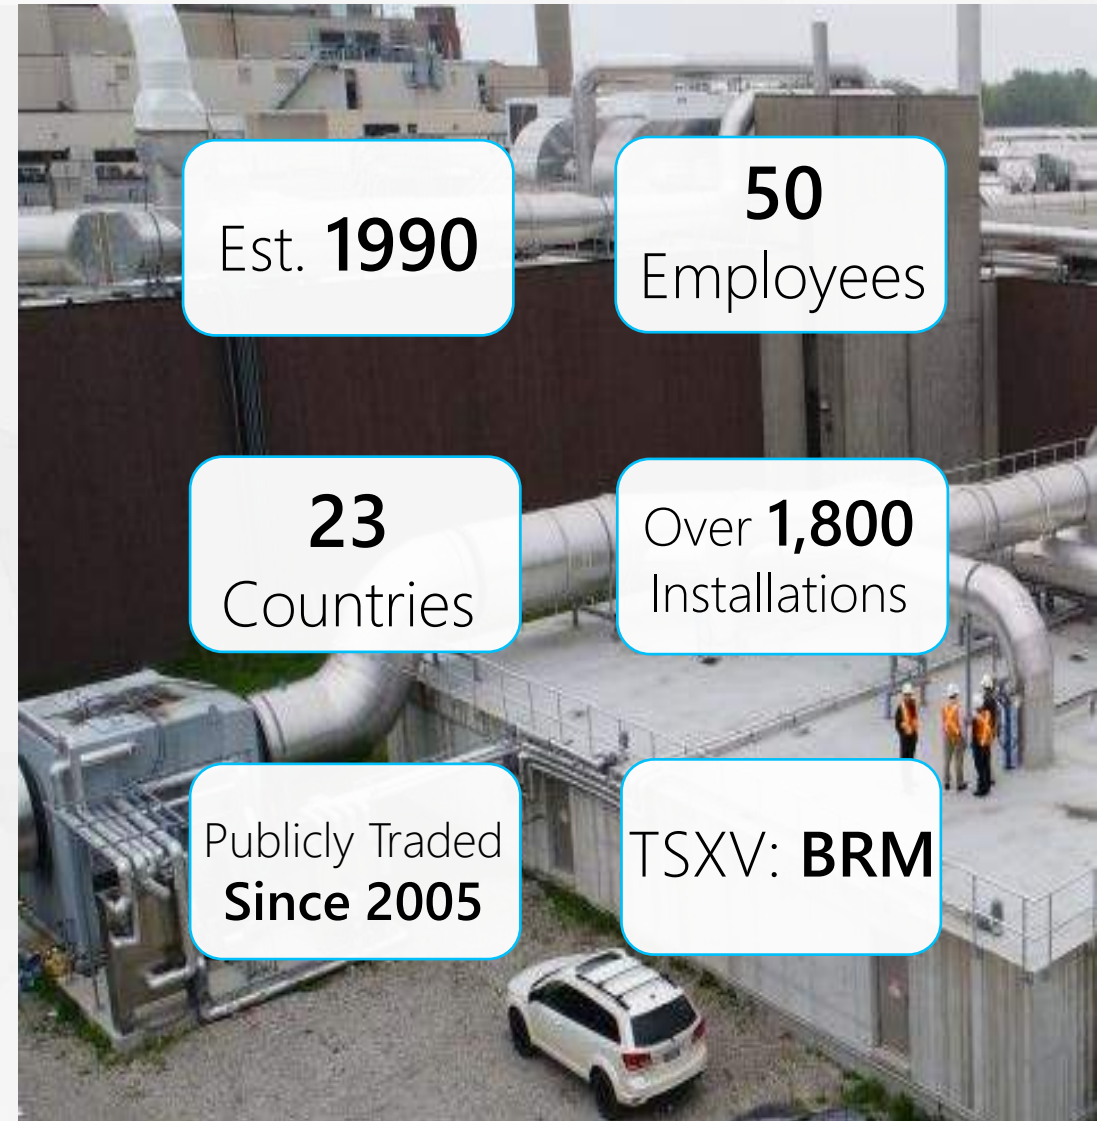 Est. 1990
50
Employees
23
Countries
Over 1,800
Installations
Publicly Traded
Since 2005
TSXV: BRM